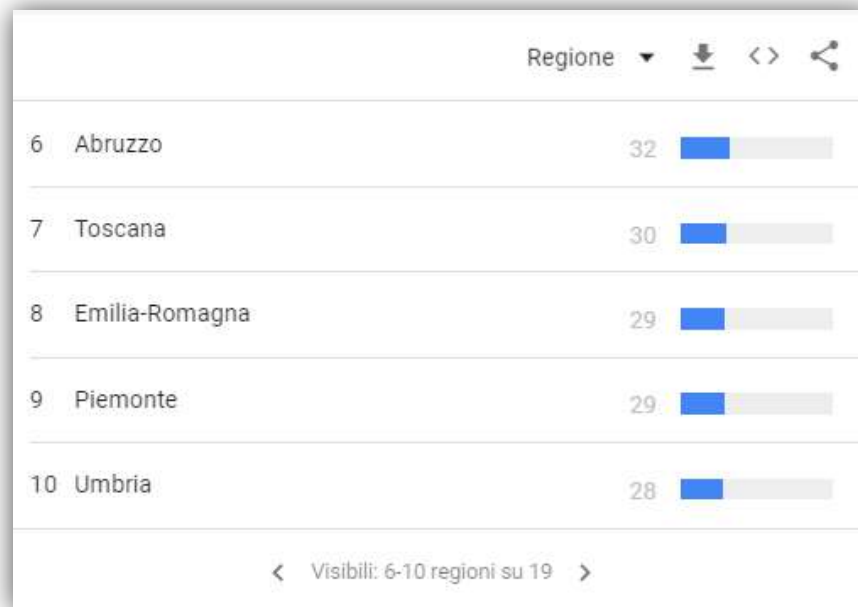 Regione
6 Abruzzo 32
7 Toscana 30
8 Emilia-Romagna 29
9 Piemonte 29
10 Umbria 28
Visibili: 6-10 regioni su 19